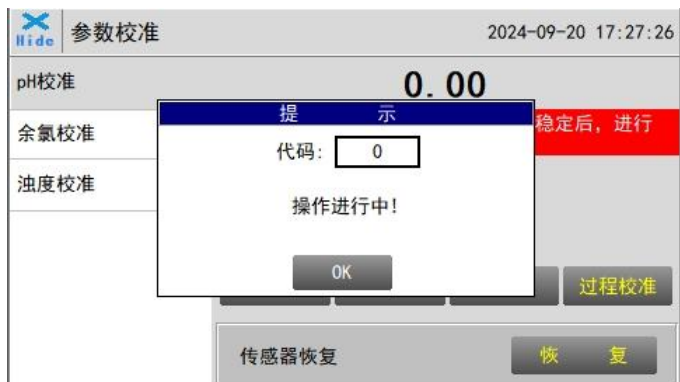 Hide
参数校准
2024-09-20 17:27:26
pH校准
0.00
余氯校准
稳定后，进行
浊度校准
提 示
代码: 0
操作进行中!
OK
过程校准
传感器恢复
恢 复